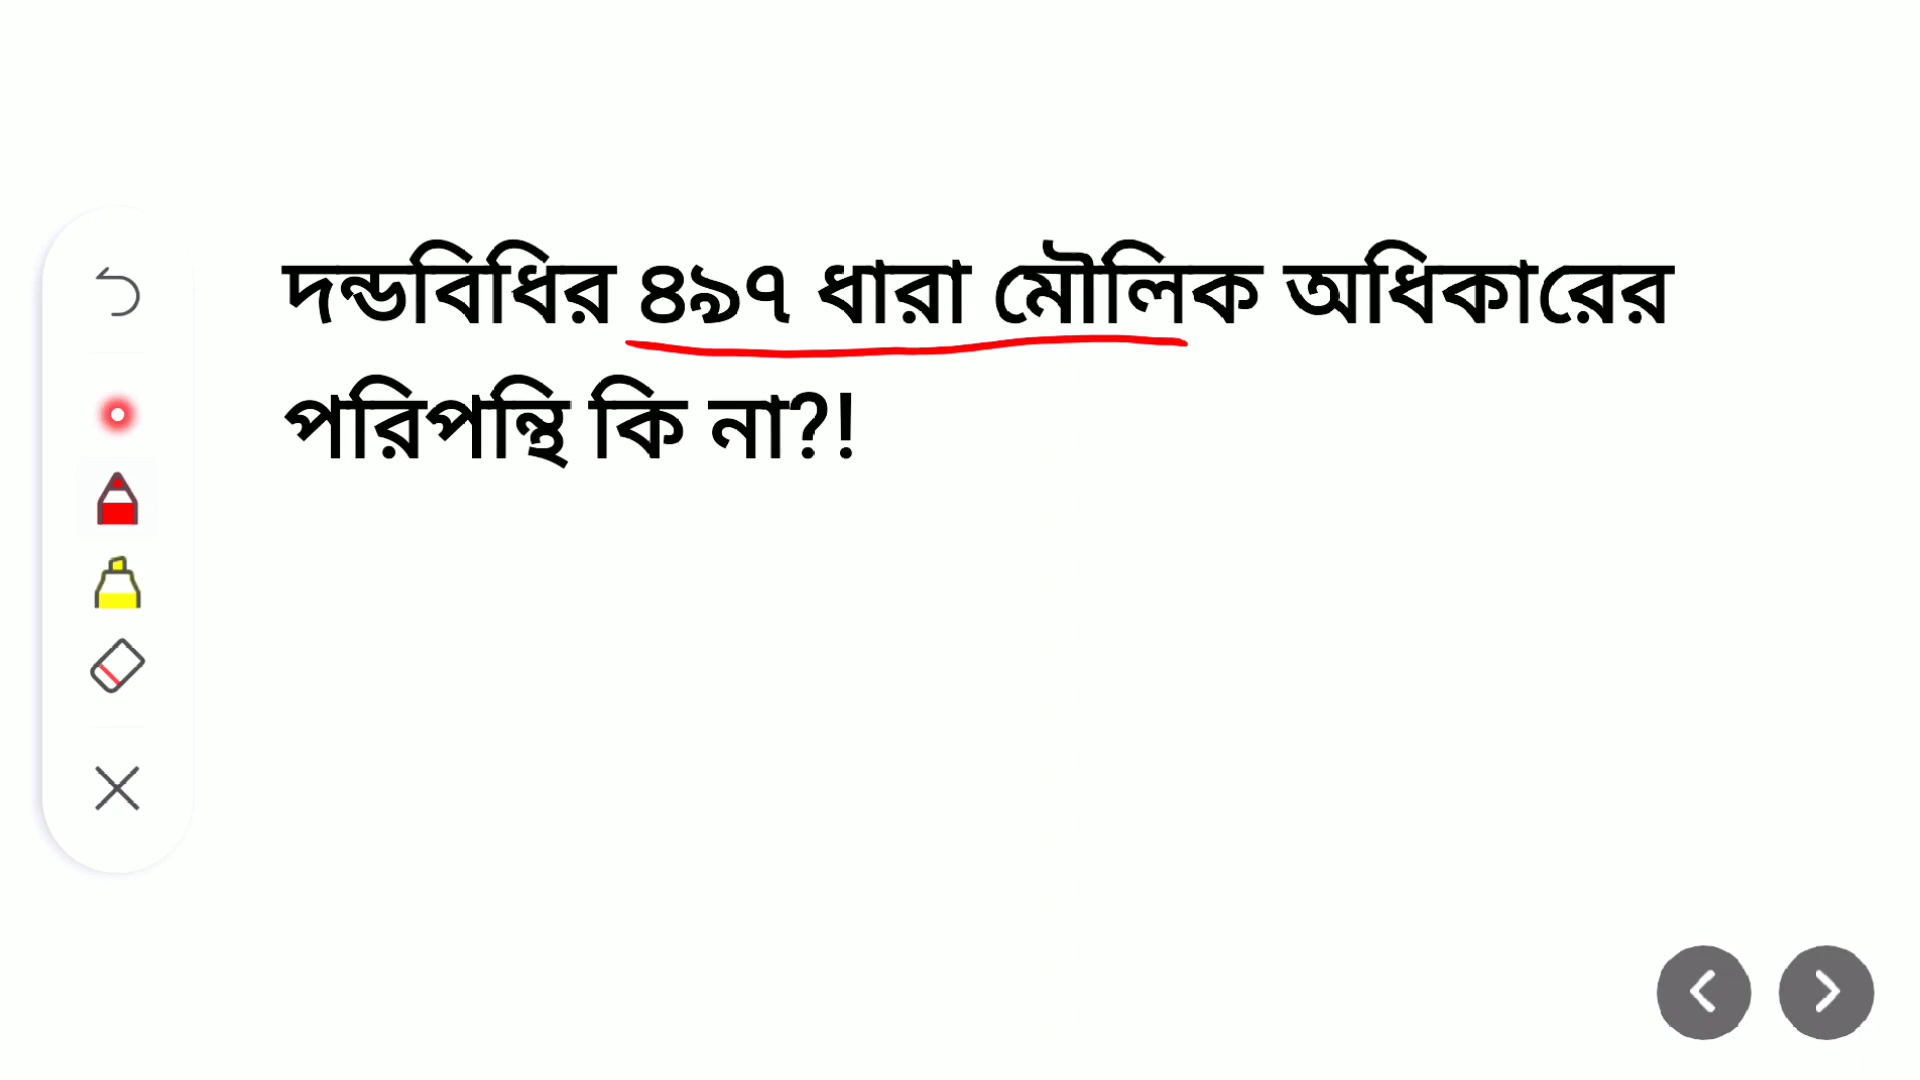 দন্ডবিধির ৪৯৭ ধারা মৌলিক অধিকারের
পরিপন্থি কি না?!